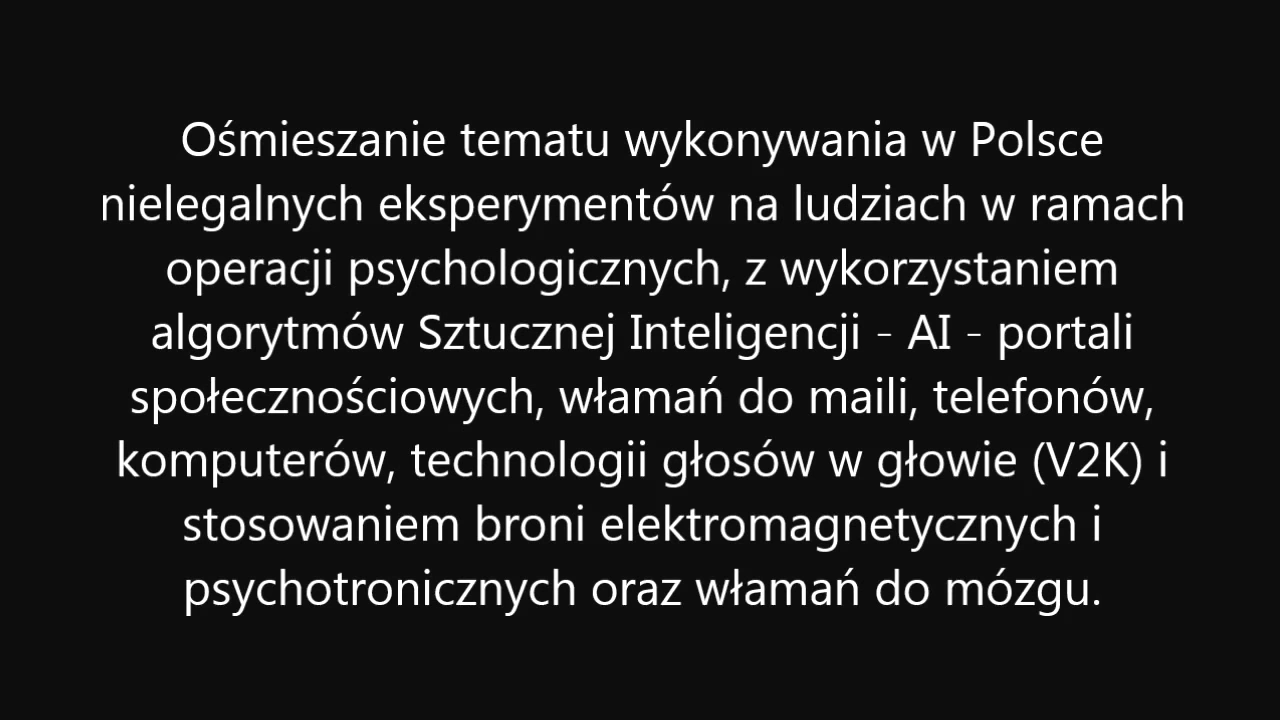 Ośmieszanie tematu wykonywania w Polsce
nielegalnych eksperymentów na ludziach w ramach
operacji psychologicznych, z wykorzystaniem
algorytmów Sztucznej Inteligencji - AI - portali
społecznościowych, włamań do maili, telefonów,
komputerów, technologii głosów w głowie (V2K) i
stosowaniem broni elektromagnetycznych i
psychotronicznych oraz włamań do mózgu.